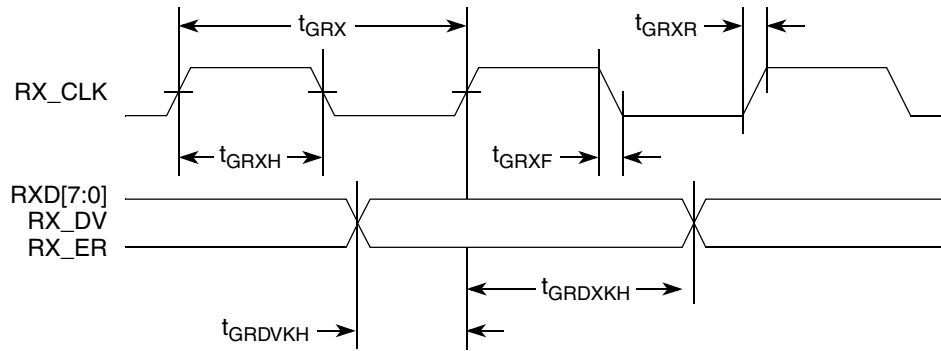 tGRX
tGRXR
RX_CLK
tGRXH
tGRXF
RXD[7:0]
RX_DV
RX_ER
tGRDXKH
tGRDVKH